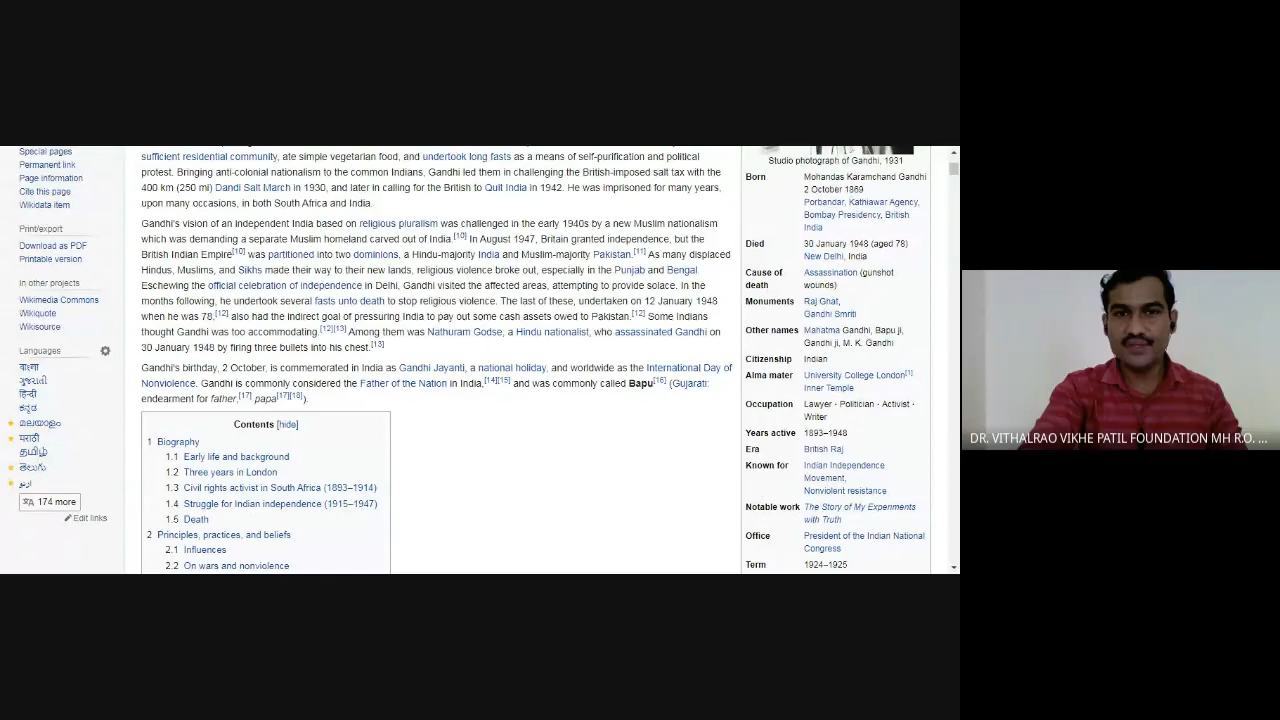 Special pages
Permanent link
Page information
Cite this page
Wikidata item
Print/export
Download as PDF
Printable version
In other projects
Wikimedia Commons
Wikiquote
Wikisource
Languages
বাংলা
ગુજરાતી
हिन्दी
ಕನ್ನಡ
മലയാളം
मराठी
தமிழ்
తెలుగు
اردو
174 more
Edit links
sufficient residential community, ate simple vegetarian food, and undertook long fasts as a means of self-purification and political
protest. Bringing anti-colonial nationalism to the common Indians, Gandhi led them in challenging the British-imposed salt tax with the
400 km (250 mi) Dandi Salt March in 1930, and later in calling for the British to Quit India in 1942. He was imprisoned for many years,
upon many occasions, in both South Africa and India.
Gandhi's vision of an independent India based on religious pluralism was challenged in the early 1940s by a new Muslim nationalism
which was demanding a separate Muslim homeland carved out of India.[10] In August 1947, Britain granted independence, but the
British Indian Empire[10] was partitioned into two dominions, a Hindu-majority India and Muslim-majority Pakistan.[11] As many displaced
Hindus, Muslims, and Sikhs made their way to their new lands, religious violence broke out, especially in the Punjab and Bengal.
Eschewing the official celebration of independence in Delhi, Gandhi visited the affected areas, attempting to provide solace. In the
months following, he undertook several fasts unto death to stop religious violence. The last of these, undertaken on 12 January 1948
when he was 78,[12] also had the indirect goal of pressuring India to pay out some cash assets owed to Pakistan.[12] Some Indians
thought Gandhi was too accommodating.[12][13] Among them was Nathuram Godse, a Hindu nationalist, who assassinated Gandhi on
30 January 1948 by firing three bullets into his chest.[13]
Gandhi's birthday, 2 October, is commemorated in India as Gandhi Jayanti, a national holiday, and worldwide as the International Day of
Nonviolence. Gandhi is commonly considered the Father of the Nation in India,[14][15] and was commonly called Bapu[16] (Gujarati:
endearment for father,[17] papa[17][18]).
Contents [hide]
1 Biography
1.1 Early life and background
1.2 Three years in London
1.3 Civil rights activist in South Africa (1893–1914)
1.4 Struggle for Indian independence (1915–1947)
1.5 Death
2 Principles, practices, and beliefs
2.1 Influences
2.2 On wars and nonviolence
Studio photograph of Gandhi, 1931
Born Mohandas Karamchand Gandhi
2 October 1869
Porbandar, Kathiawar Agency,
Bombay Presidency, British
India
Died 30 January 1948 (aged 78)
New Delhi, India
Cause of death Assassination (gunshot
wounds)
Monuments Raj Ghat,
Gandhi Smriti
Other names Mahatma Gandhi, Bapu ji,
Gandhi ji, M. K. Gandhi
Citizenship Indian
Alma mater University College London[1]
Inner Temple
Occupation Lawyer · Politician · Activist ·
Writer
Years active 1893–1948
Era British Raj
Known for Indian Independence
Movement,
Nonviolent resistance
Notable work The Story of My Experiments
with Truth
Office President of the Indian National
Congress
Term 1924–1925
DR. VITHALRAO VIKHE PATIL FOUNDATION MH R.O. ...